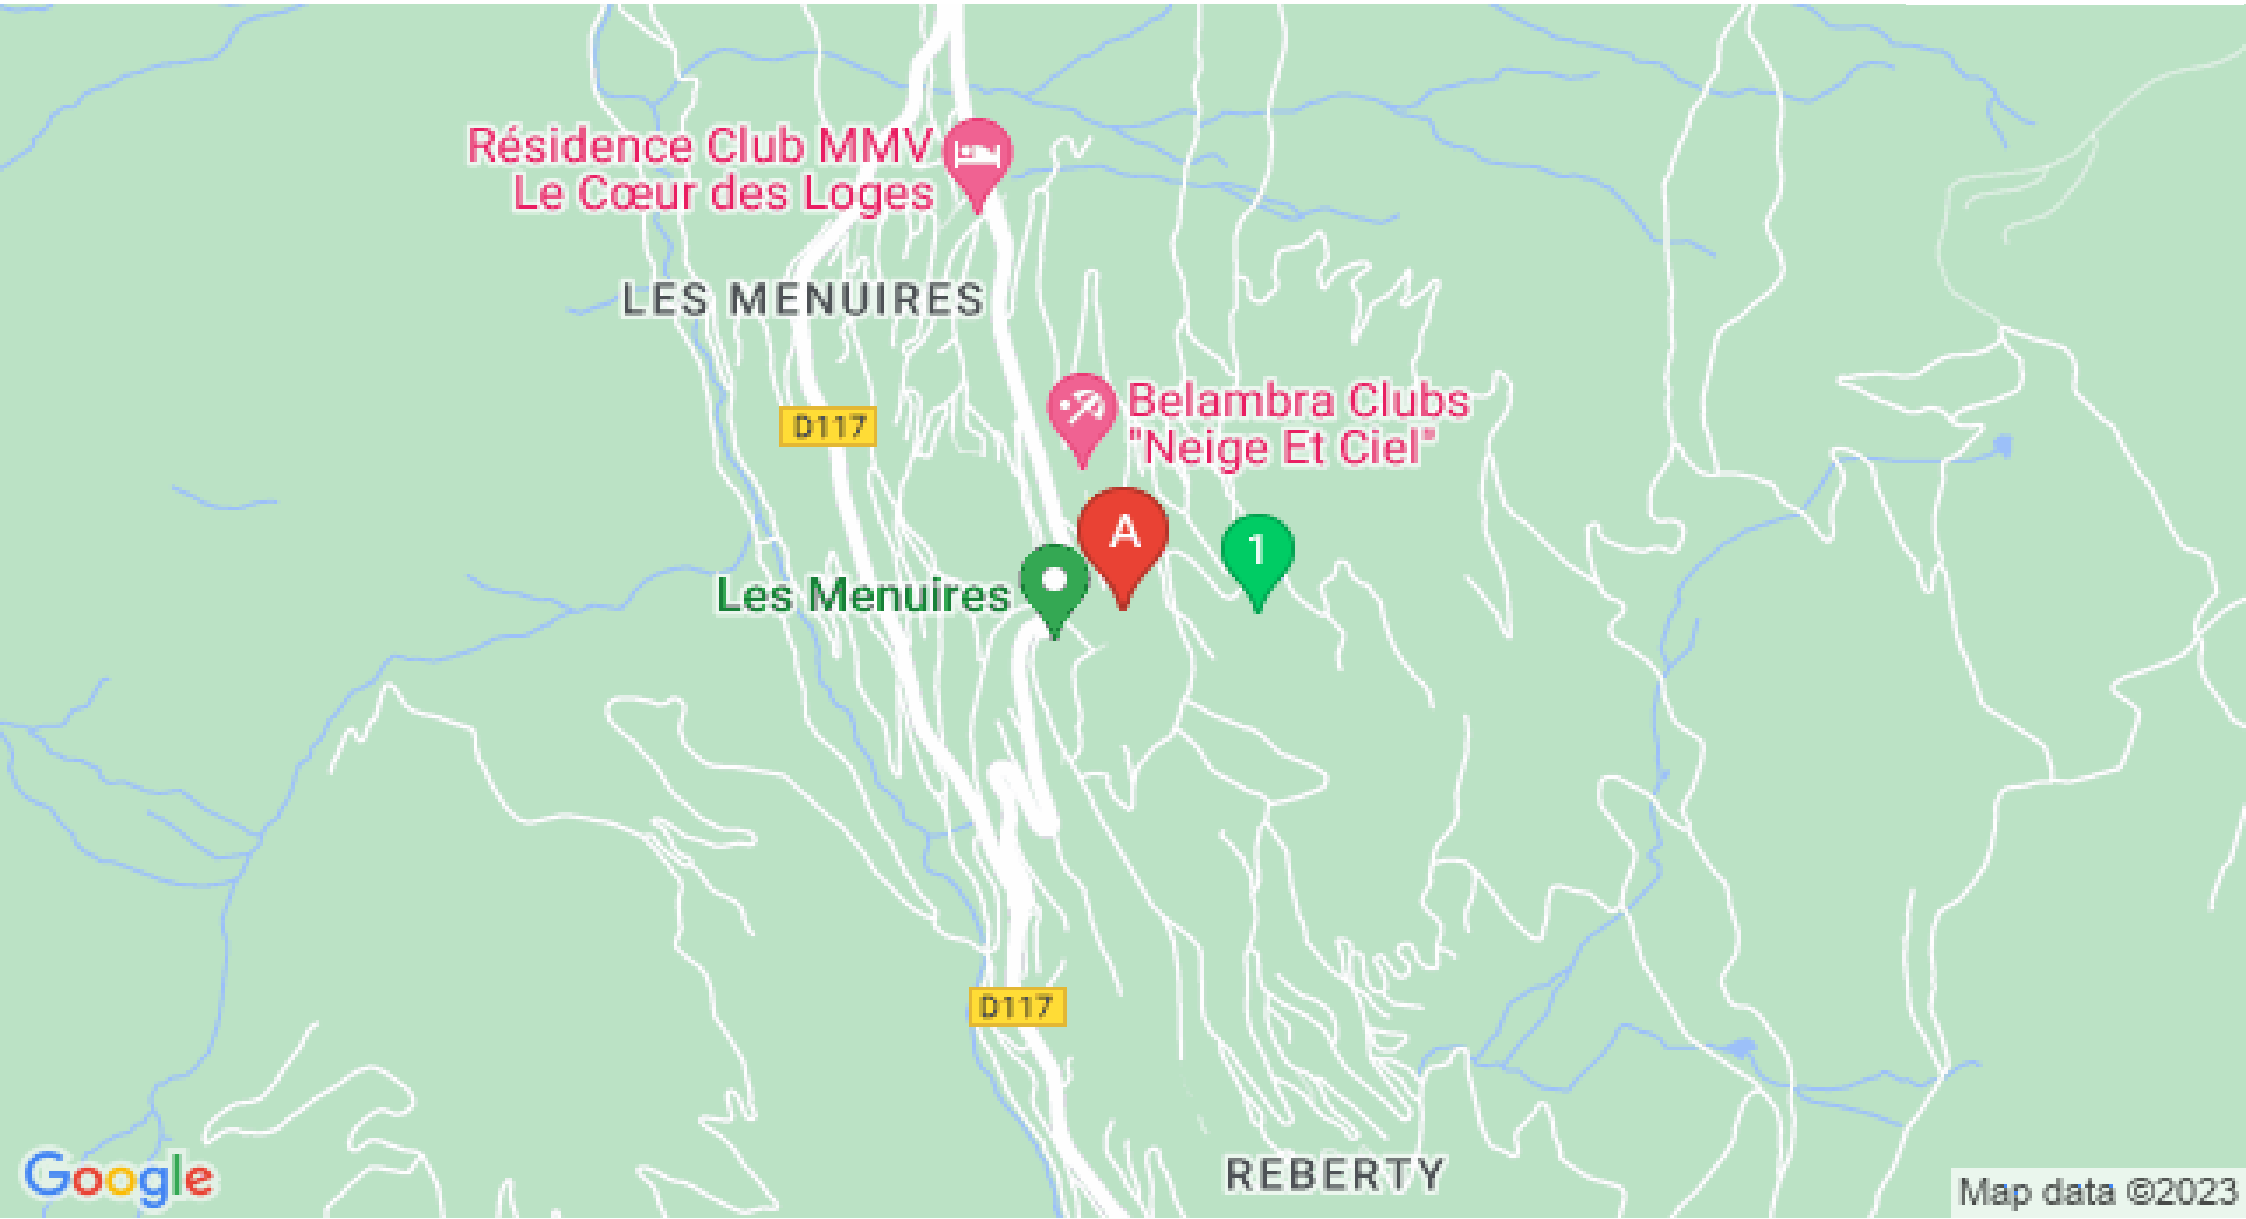 Résidence Club MMV
Le Cœur des Loges
LES MENUIRES
Belambra Clubs
"Neige Et Ciel"
D117
A
1
Les Menuires
D117
REBERTY
Google
Map data ©2023